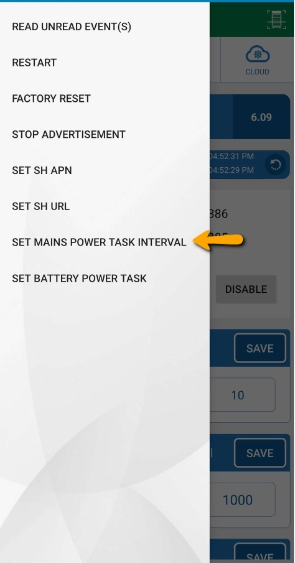 READ UNREAD EVENT(S)
RESTART
CLOUD
FACTORY RESET
6.09
STOP ADVERTISEMENT
04:52:31 PM
04:52:29 PM
SET SH APN
SET SH URL
386
SET MAINS POWER TASK INTERVAL
SET BATTERY POWER TASK
DISABLE
SAVE
10
SAVE
1000
SAVE